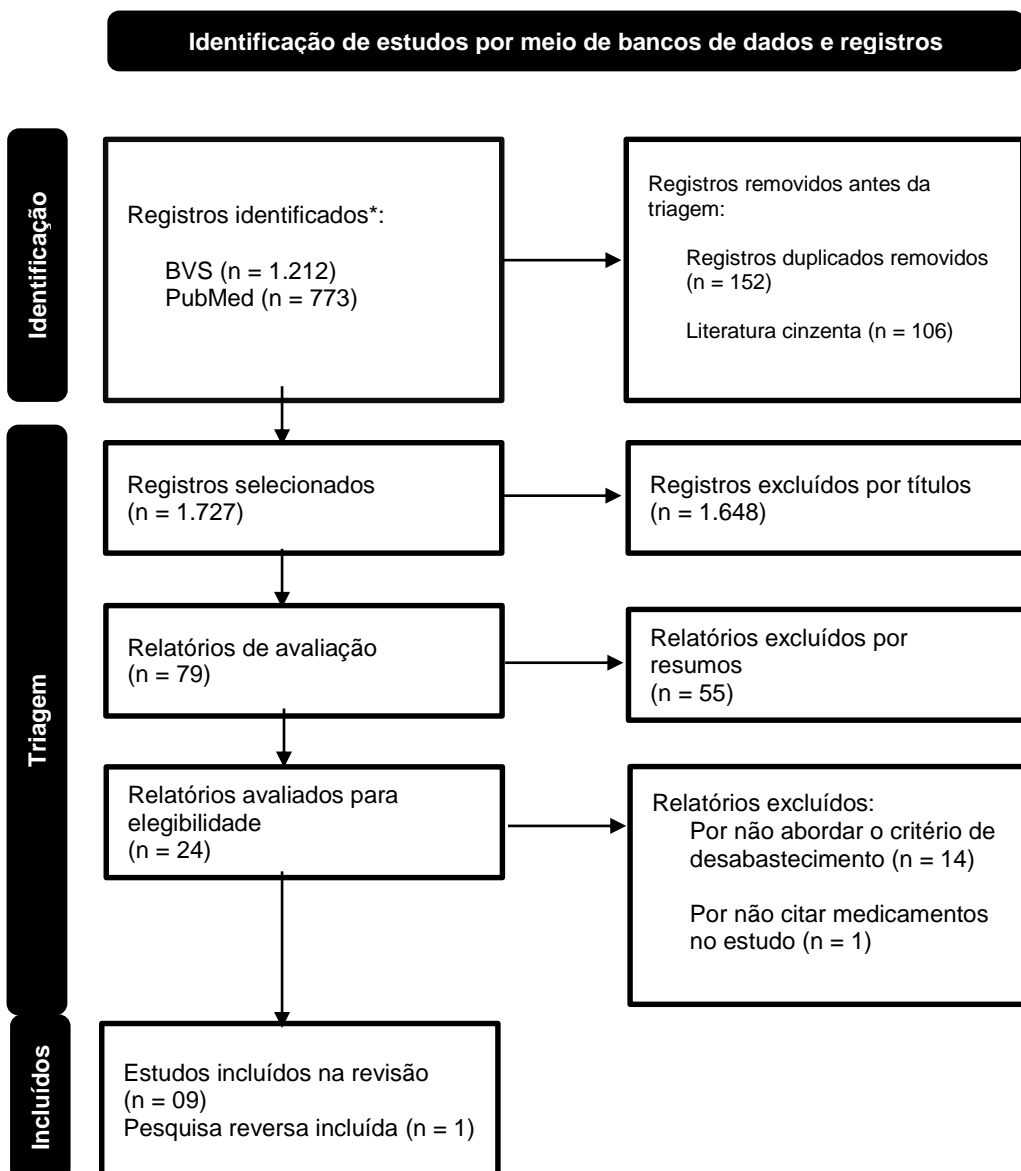 Identificação de estudos por meio de bancos de dados e registros
Identificação
Registros identificados*:
BVS (n = 1.212)
PubMed (n = 773)
Registros removidos antes da
triagem:
Registros duplicados removidos
(n = 152)
Literatura cinzenta (n = 106)
Triagem
Registros selecionados
(n = 1.727)
Registros excluídos por títulos
(n = 1.648)
Relatórios de avaliação
(n = 79)
Relatórios excluídos por
resumos
(n = 55)
Relatórios avaliados para
elegibilidade
(n = 24)
Relatórios excluídos:
Por não abordar o critério de
desabastecimento (n = 14)
Por não citar medicamentos
no estudo (n = 1)
Incluídos
Estudos incluídos na revisão
(n = 09)
Pesquisa reversa incluída (n = 1)